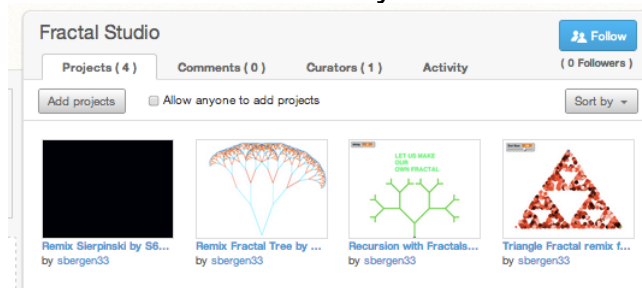 Fractal Studio
Follow
Projects ( 4 )
Comments ( 0 )
Curators ( 1 )
Activity
( 0 Followers )
Add projects
Allow anyone to add projects
Sort by
LET US MAKE
OUR
OWN FRACTAL
Remix Sierpinski by S6...
Remix Fractal Tree by ...
Recursion with Fractals...
Triangle Fractal remix f...
by sbergen33
by sbergen33
by sbergen33
by sbergen33